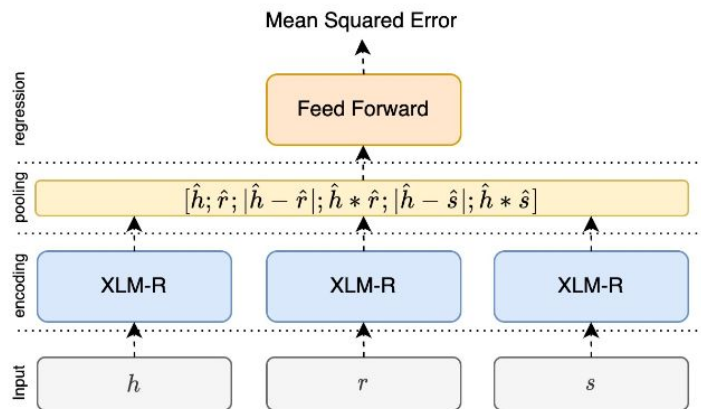 Mean Squared Error
regression
Feed Forward
pooling
[ĥ; r̂; |ĥ − r̂|; ĥ * r̂; |ĥ − ŝ|; ĥ * ŝ]
encoding
XLM-R XLM-R XLM-R
Input
h r s